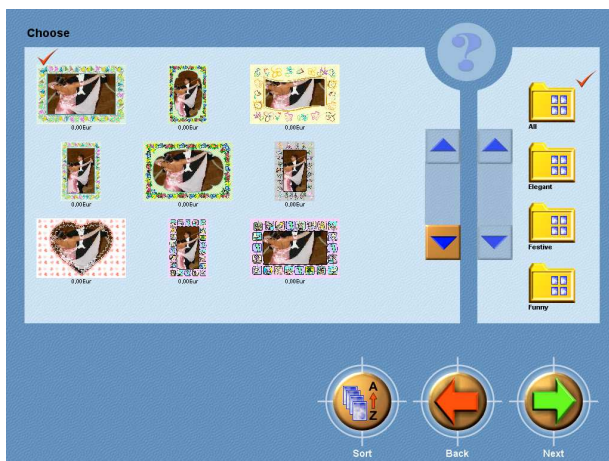 Choose
?
0,00Eur
0,00Eur
0,00Eur
All
0,00Eur
0,00Eur
0,00Eur
Elegant
0,00Eur
0,00Eur
0,00Eur
Festive
Funny
A
Z
Sort
Back
Next